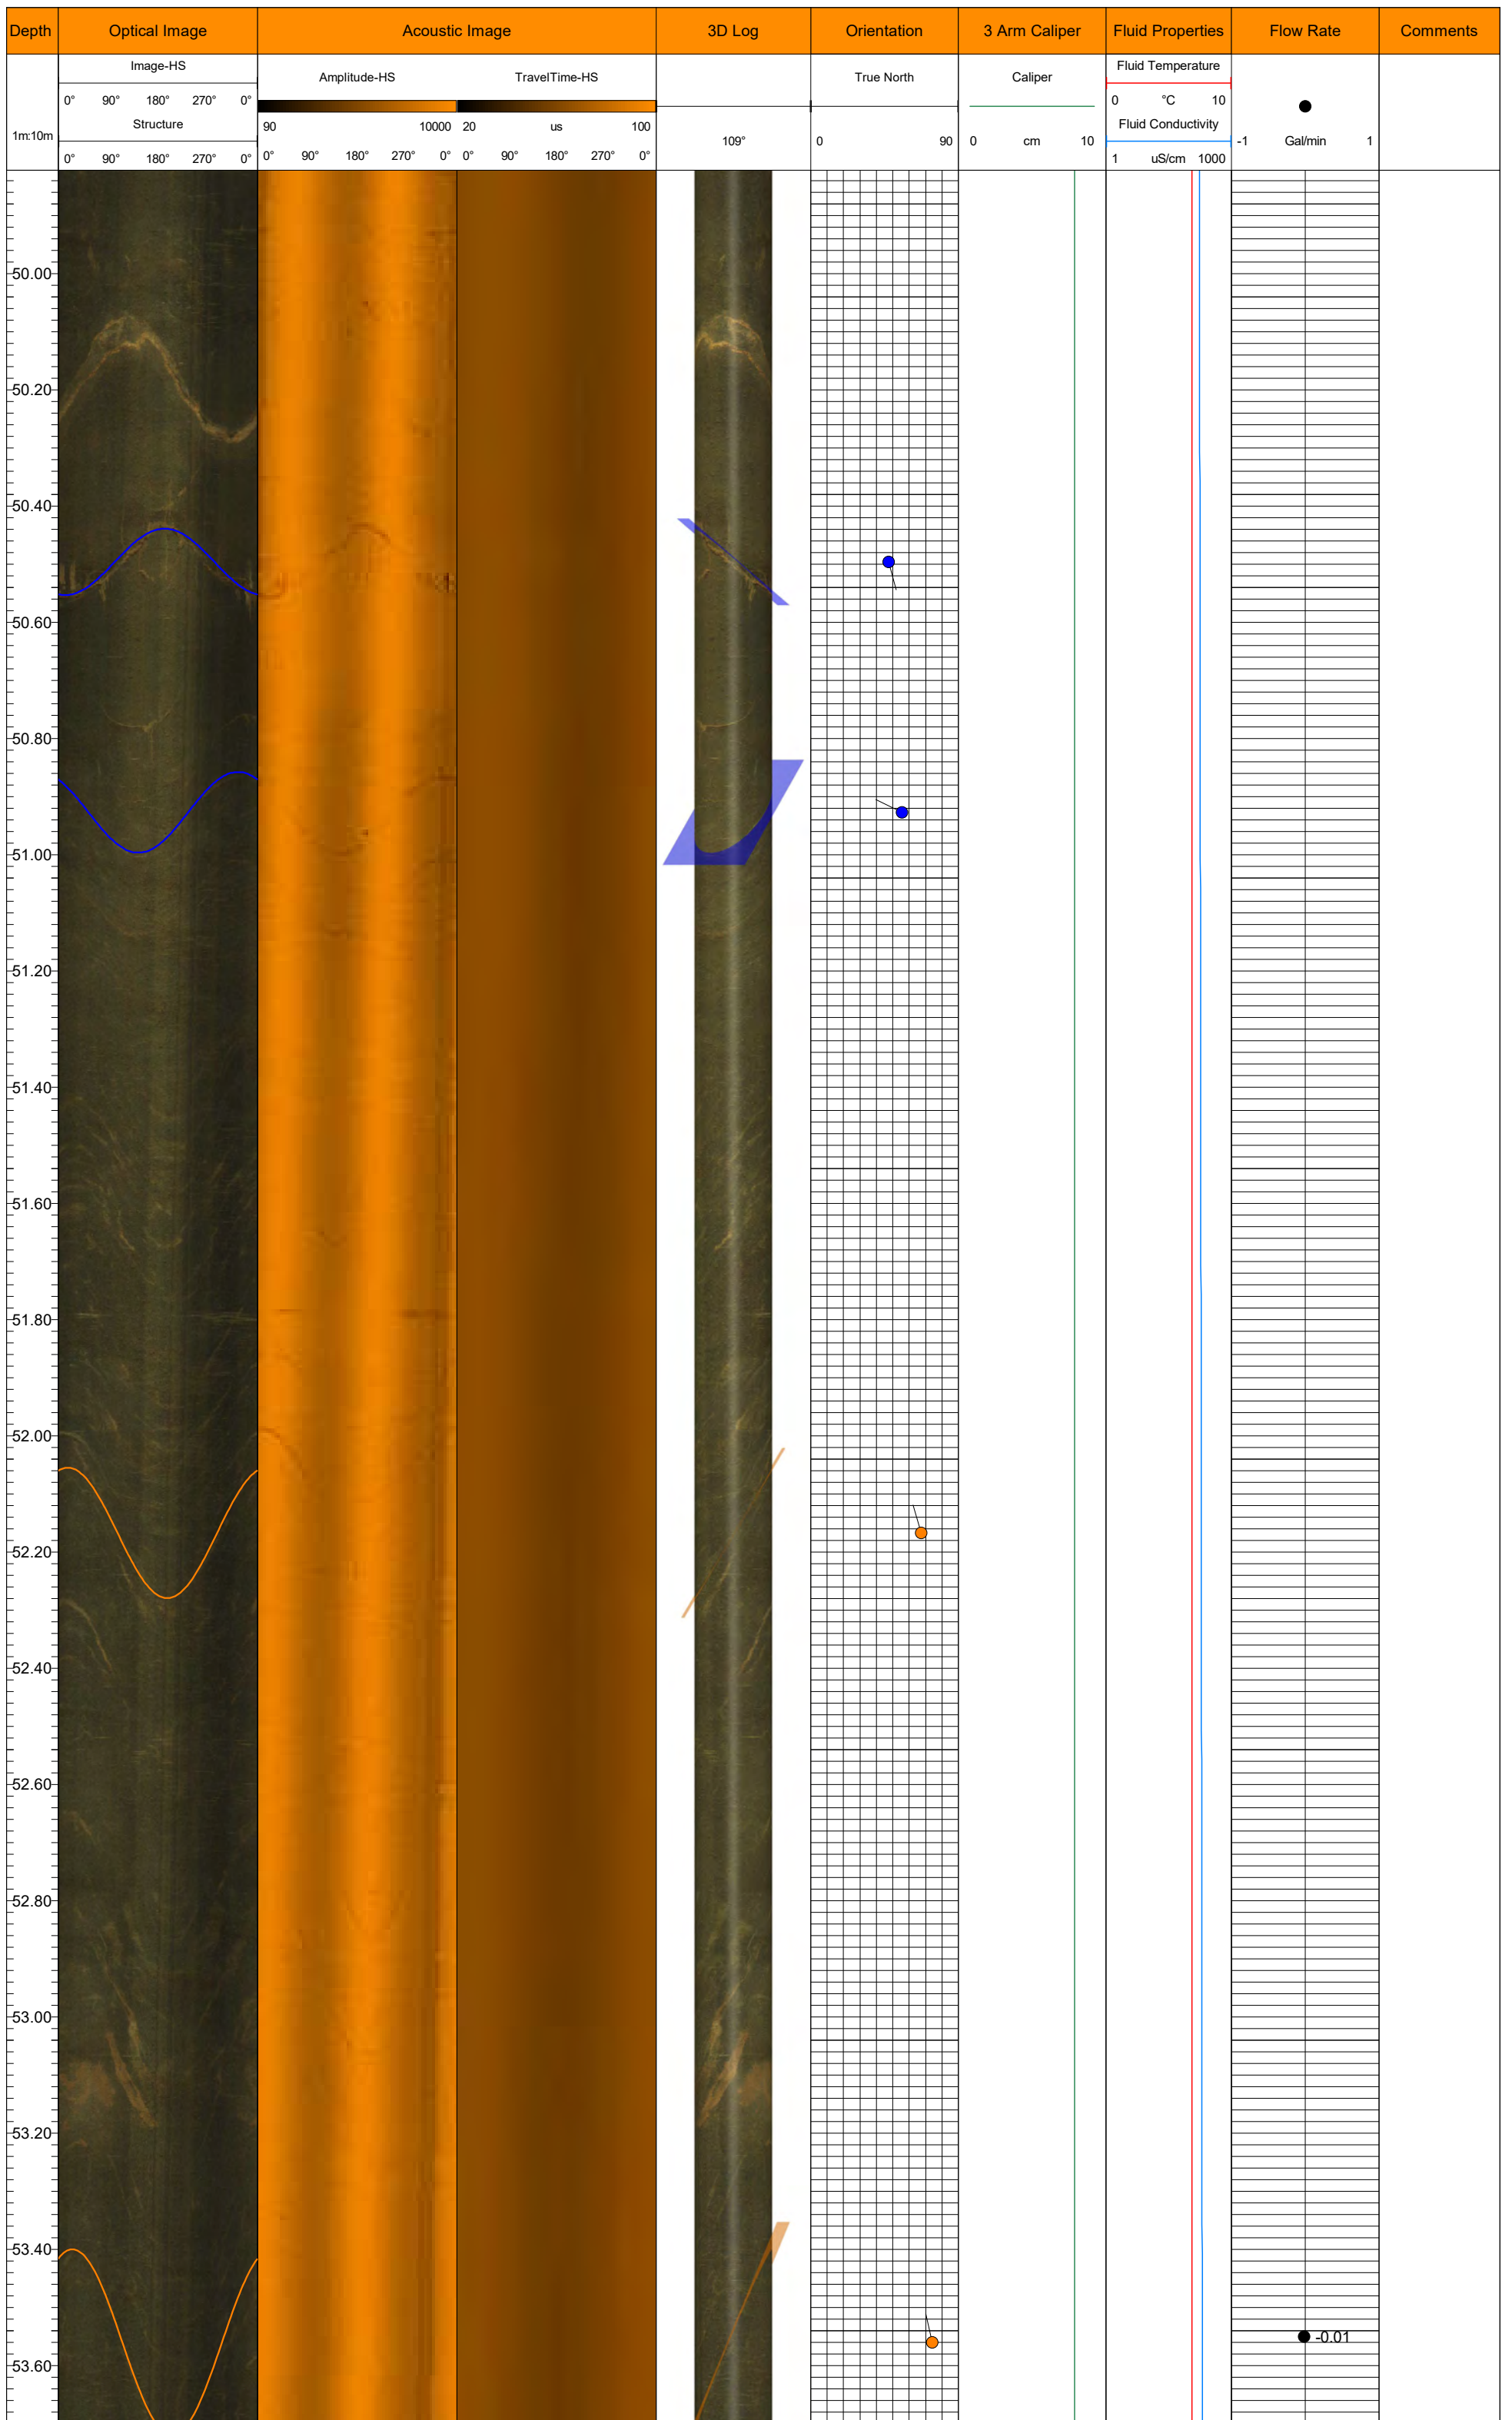 Depth Optical Image Acoustic Image 3D Log Orientation 3 Arm Caliper Fluid Properties Flow Rate Comments
1m:10m
Image-HS
0° 90° 180° 270° 0°
Structure
0° 90° 180° 270° 0°
Amplitude-HS
90 10000
0° 90° 180° 270° 0°
TravelTime-HS
20 us 100
0° 90° 180° 270° 0°
109°
True North
0 90
Caliper
0 cm 10
Fluid Temperature
0 °C 10
Fluid Conductivity
1 uS/cm 1000
-1 Gal/min 1
50.00
50.20
50.40
50.60
50.80
51.00
51.20
51.40
51.60
51.80
52.00
52.20
52.40
52.60
52.80
53.00
53.20
53.40
-0.01
53.60